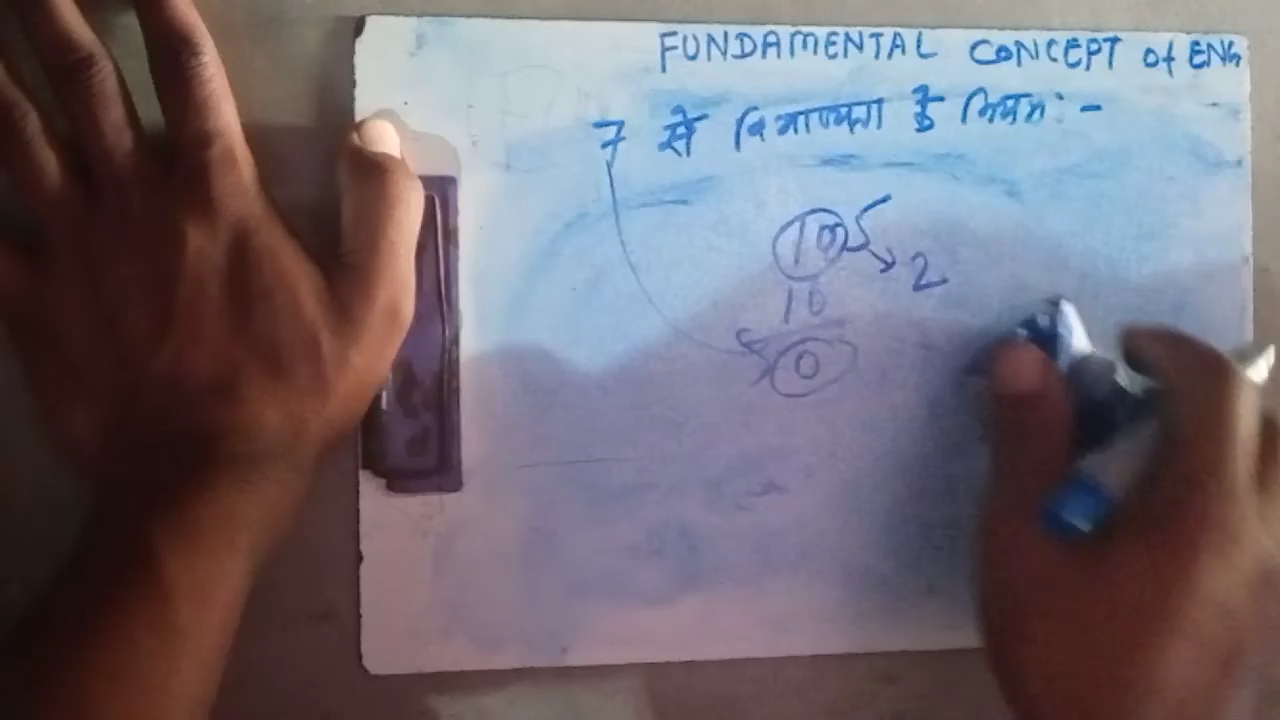 FUNDAMENTAL CONCEPT of ENG
7 से विभाज्यता के नियम : -
105 → 2
10
0